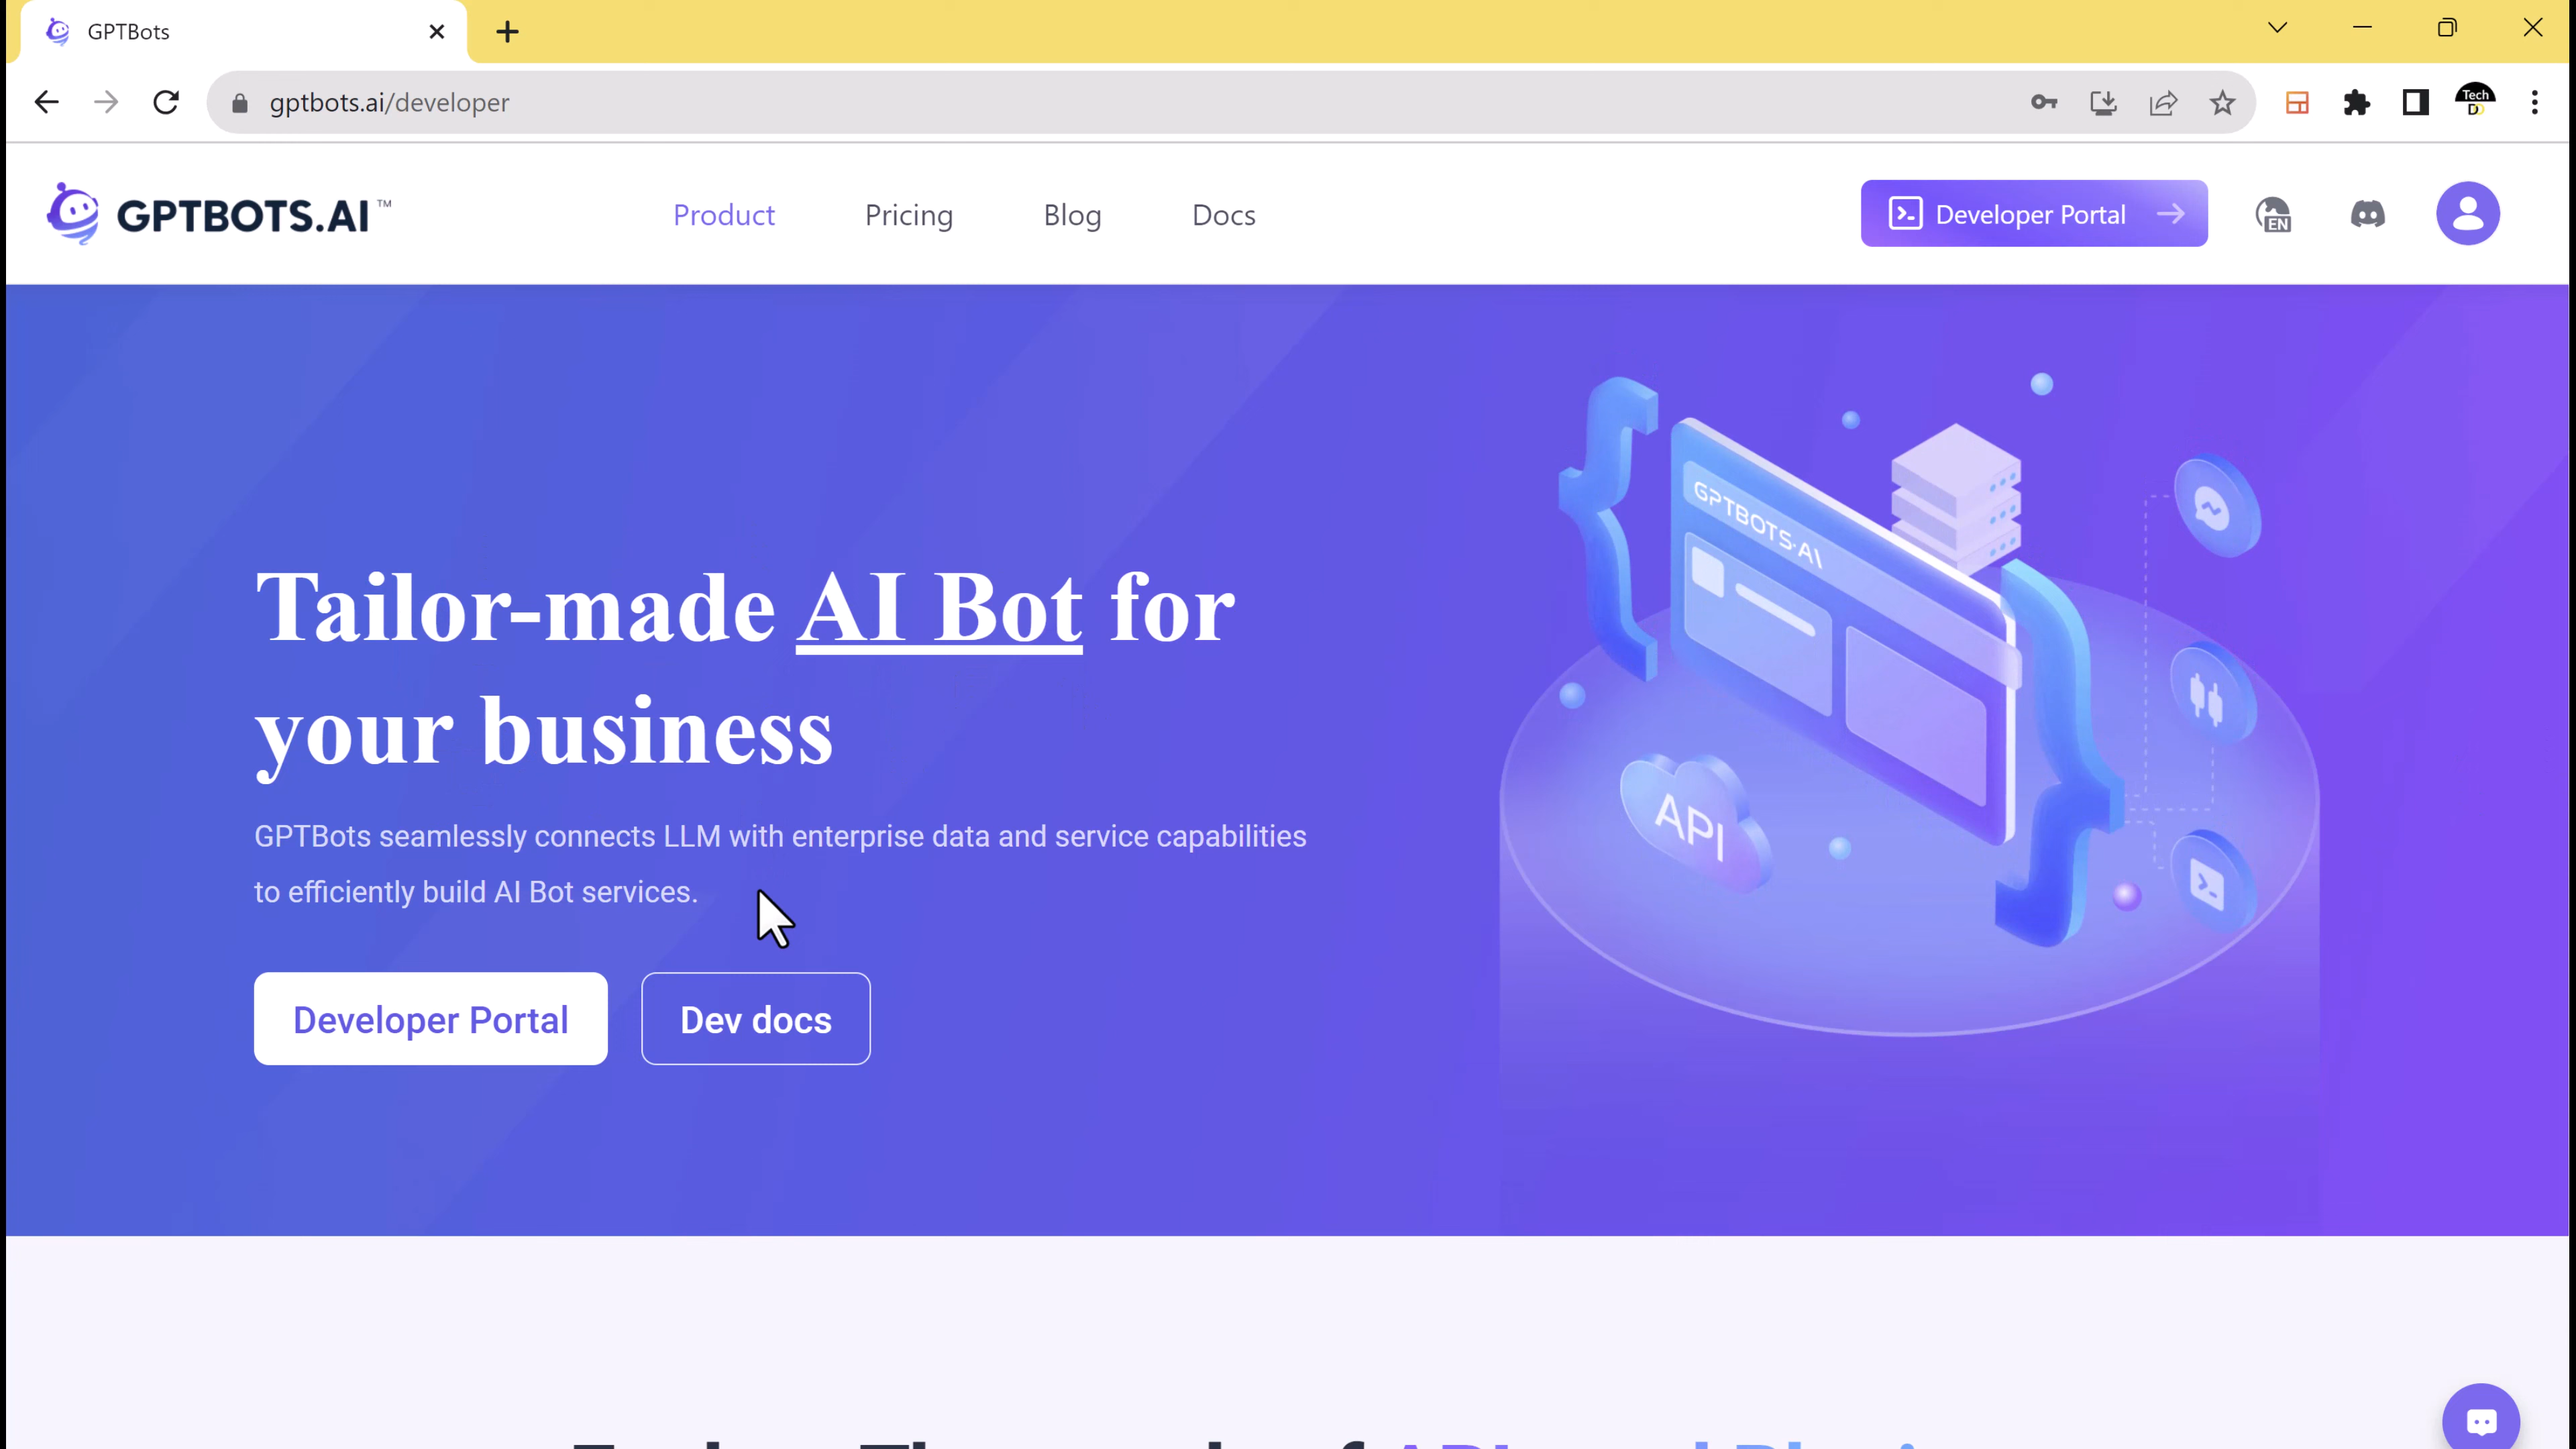 GPTBots
gptbots.ai/developer
Tech
D
GPTBOTS.AI™
Product
Pricing
Blog
Docs
Developer Portal
EN
GPTBOTS·AI
Tailor-made AI Bot for
your business
GPTBots seamlessly connects LLM with enterprise data and service capabilities
to efficiently build AI Bot services.
API
Developer Portal
Dev docs